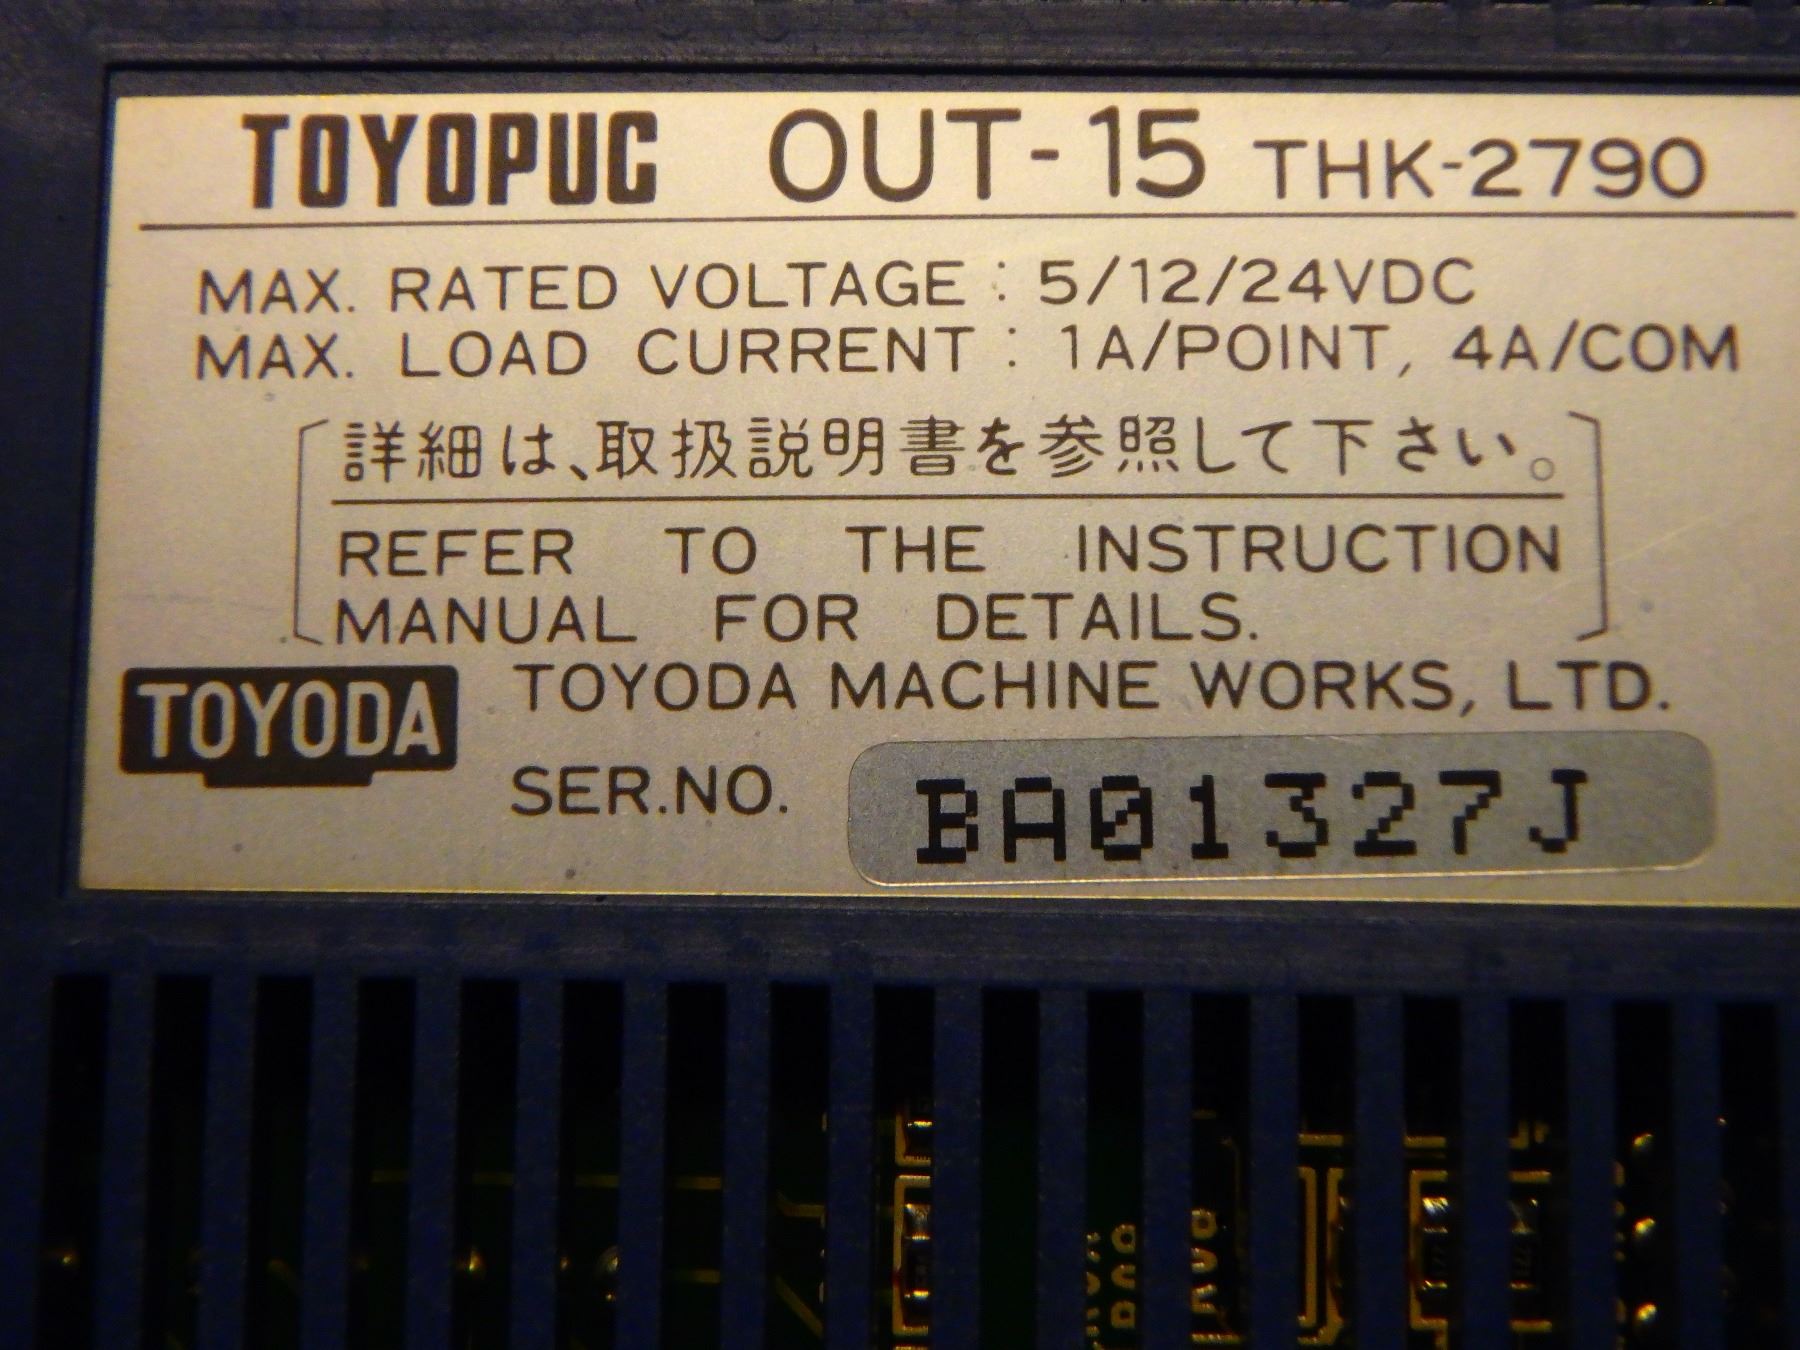 TOYOPUC OUT-15 THK-2790
MAX. RATED VOLTAGE : 5/12/24VDC
MAX. LOAD CURRENT : 1A/POINT, 4A/COM
詳細は、取扱説明書を参照して下さい。
REFER TO THE INSTRUCTION
MANUAL FOR DETAILS.
TOYODA TOYODA MACHINE WORKS, LTD.
SER.NO. BA01327J